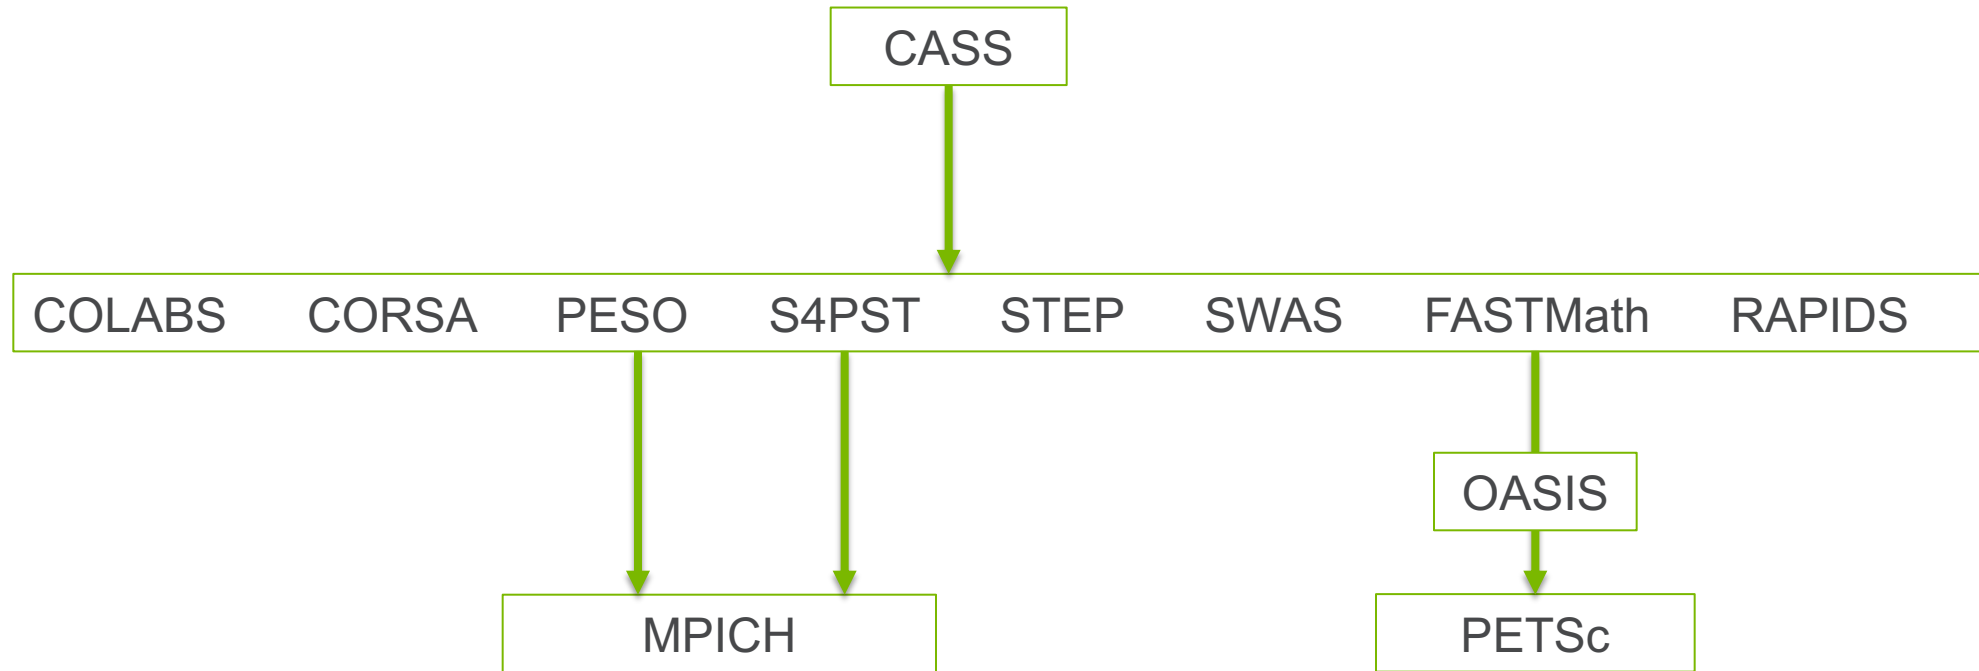 CASS
COLABS CORSA PESO S4PST STEP SWAS FASTMath RAPIDS
OASIS
MPICH PETSc